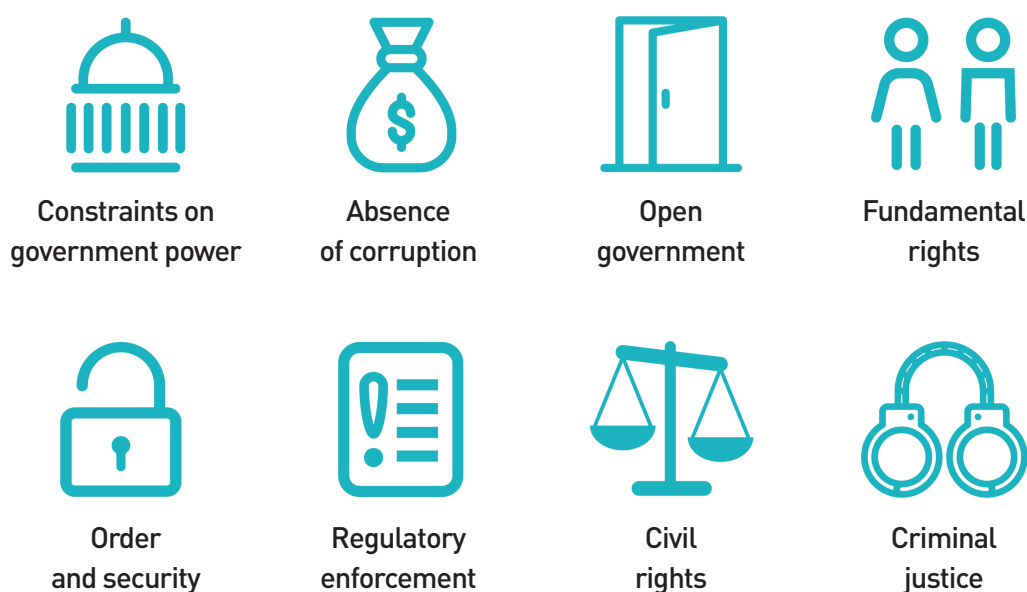 Constraints on
government power
Absence
of corruption
Open
government
Fundamental
rights
Order
and security
Regulatory
enforcement
Civil
rights
Criminal
justice